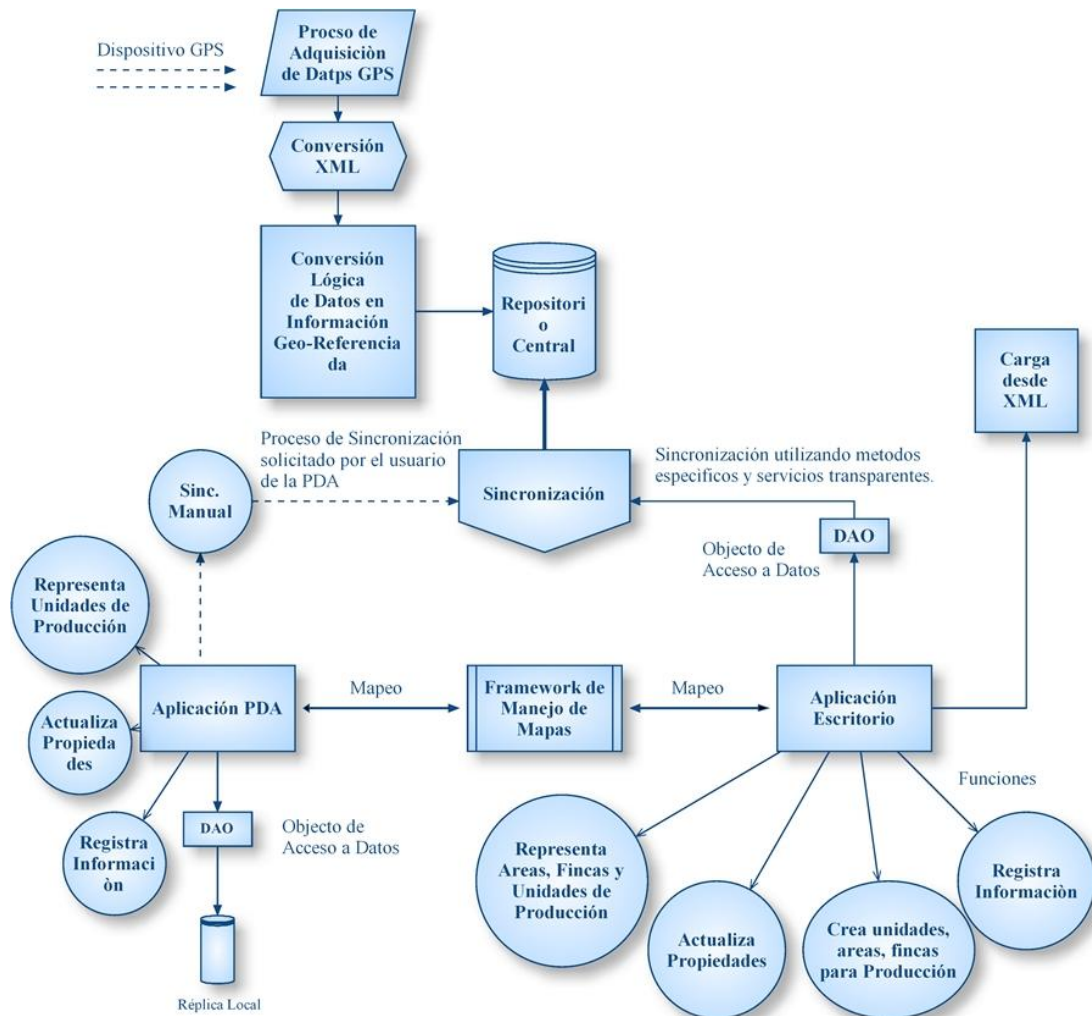 Dispositivo GPS
Procso de
Adquisiciòn
de Datps GPS
Conversión
XML
Conversión
Lógica
de Datos en
Información
Geo-Referencia
da
Repositori
o
Central
Carga
desde
XML
Proceso de Sincronización
solicitado por el usuario
de la PDA
Sinc.
Manual
Sincronización
Sincronización utilizando metodos
especificos y servicios transparentes.
DAO
Objecto de
Acceso a Datos
Representa
Unidades de
Producción
Aplicación PDA
Mapeo
Framework de
Manejo de
Mapas
Mapeo
Aplicación
Escritorio
Actualiza
Propieda
des
Registra
Informaci
òn
DAO
Objecto de
Acceso a Datos
Réplica Local
Funciones
Representa
Areas, Fincas y
Unidades de
Producción
Actualiza
Propiedades
Crea unidades,
areas, fincas
para Producción
Registra
Informaciòn